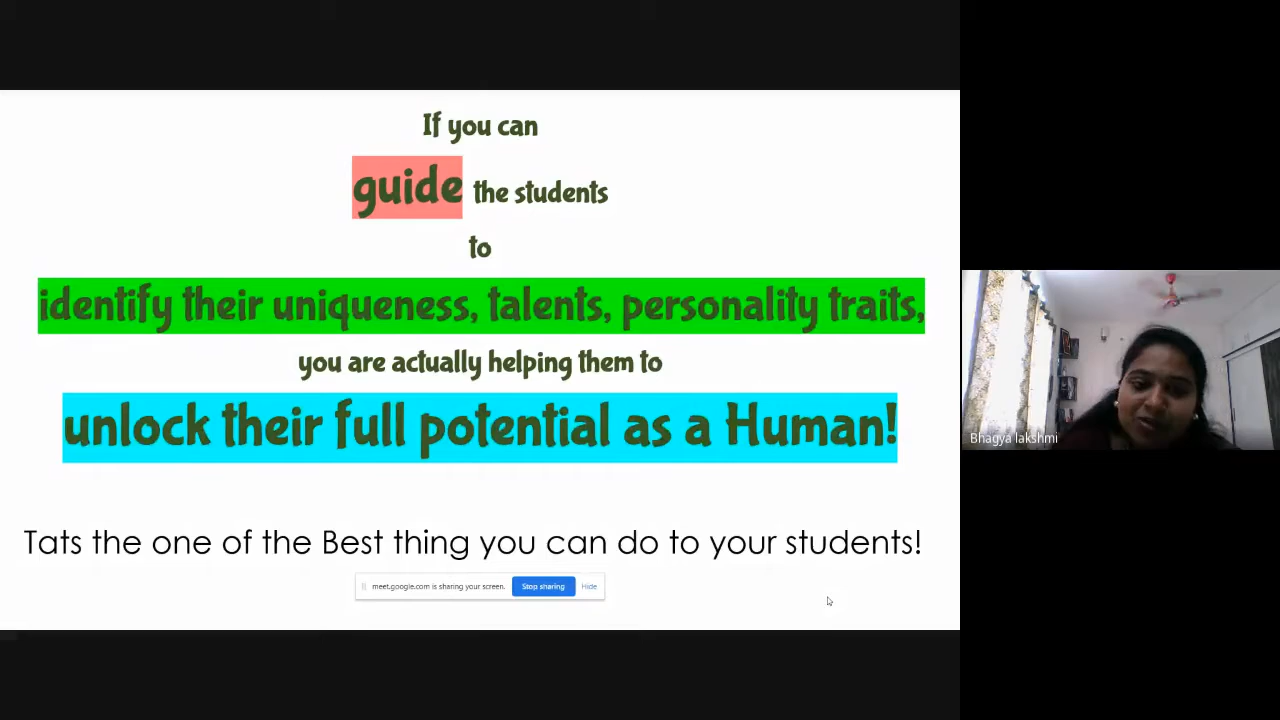 If you can
guide the students
to
identify their uniqueness, talents, personality traits,
you are actually helping them to
unlock their full potential as a Human!
Tats the one of the Best thing you can do to your students!
meet.google.com is sharing your screen. Stop sharing Hide
Bhagya lakshmi